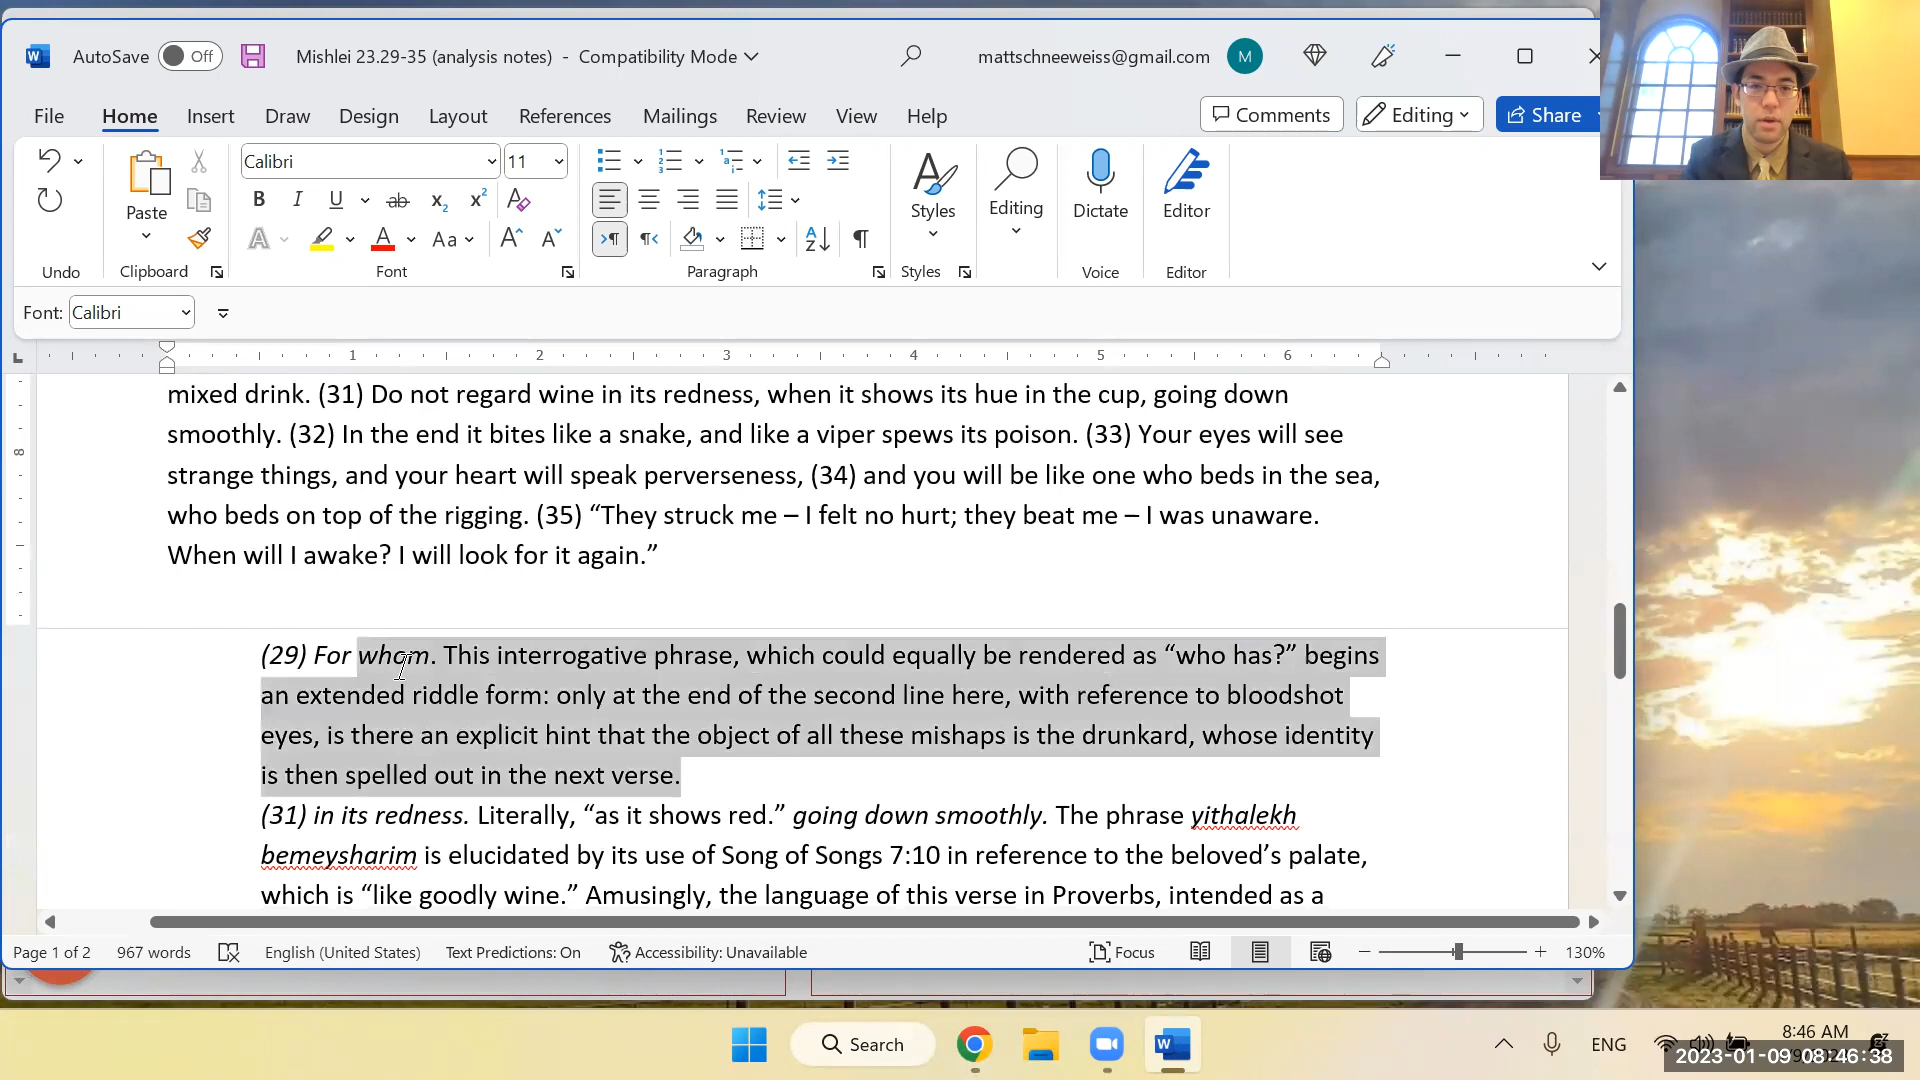 AutoSave Off Mishlei 23.29-35 (analysis notes) - Compatibility Mode mattschneeweiss@gmail.com M
File Home Insert Draw Design Layout References Mailings Review View Help Comments Editing Share
Calibri 11
Paste Styles Editing Dictate Editor
Undo Clipboard Font Paragraph Styles Voice Editor
Font: Calibri
1 2 3 4 5 6
mixed drink. (31) Do not regard wine in its redness, when it shows its hue in the cup, going down
smoothly. (32) In the end it bites like a snake, and like a viper spews its poison. (33) Your eyes will see
strange things, and your heart will speak perverseness, (34) and you will be like one who beds in the sea,
who beds on top of the rigging. (35) “They struck me – I felt no hurt; they beat me – I was unaware.
When will I awake? I will look for it again.”
(29) For whom. This interrogative phrase, which could equally be rendered as “who has?” begins
an extended riddle form: only at the end of the second line here, with reference to bloodshot
eyes, is there an explicit hint that the object of all these mishaps is the drunkard, whose identity
is then spelled out in the next verse.
(31) in its redness. Literally, “as it shows red.” going down smoothly. The phrase yithalekh
bemeysharim is elucidated by its use of Song of Songs 7:10 in reference to the beloved’s palate,
which is “like goodly wine.” Amusingly, the language of this verse in Proverbs, intended as a
Page 1 of 2 967 words English (United States) Text Predictions: On Accessibility: Unavailable Focus 130%
Search ENG 8:46 AM
2023-01-09 08:46:38